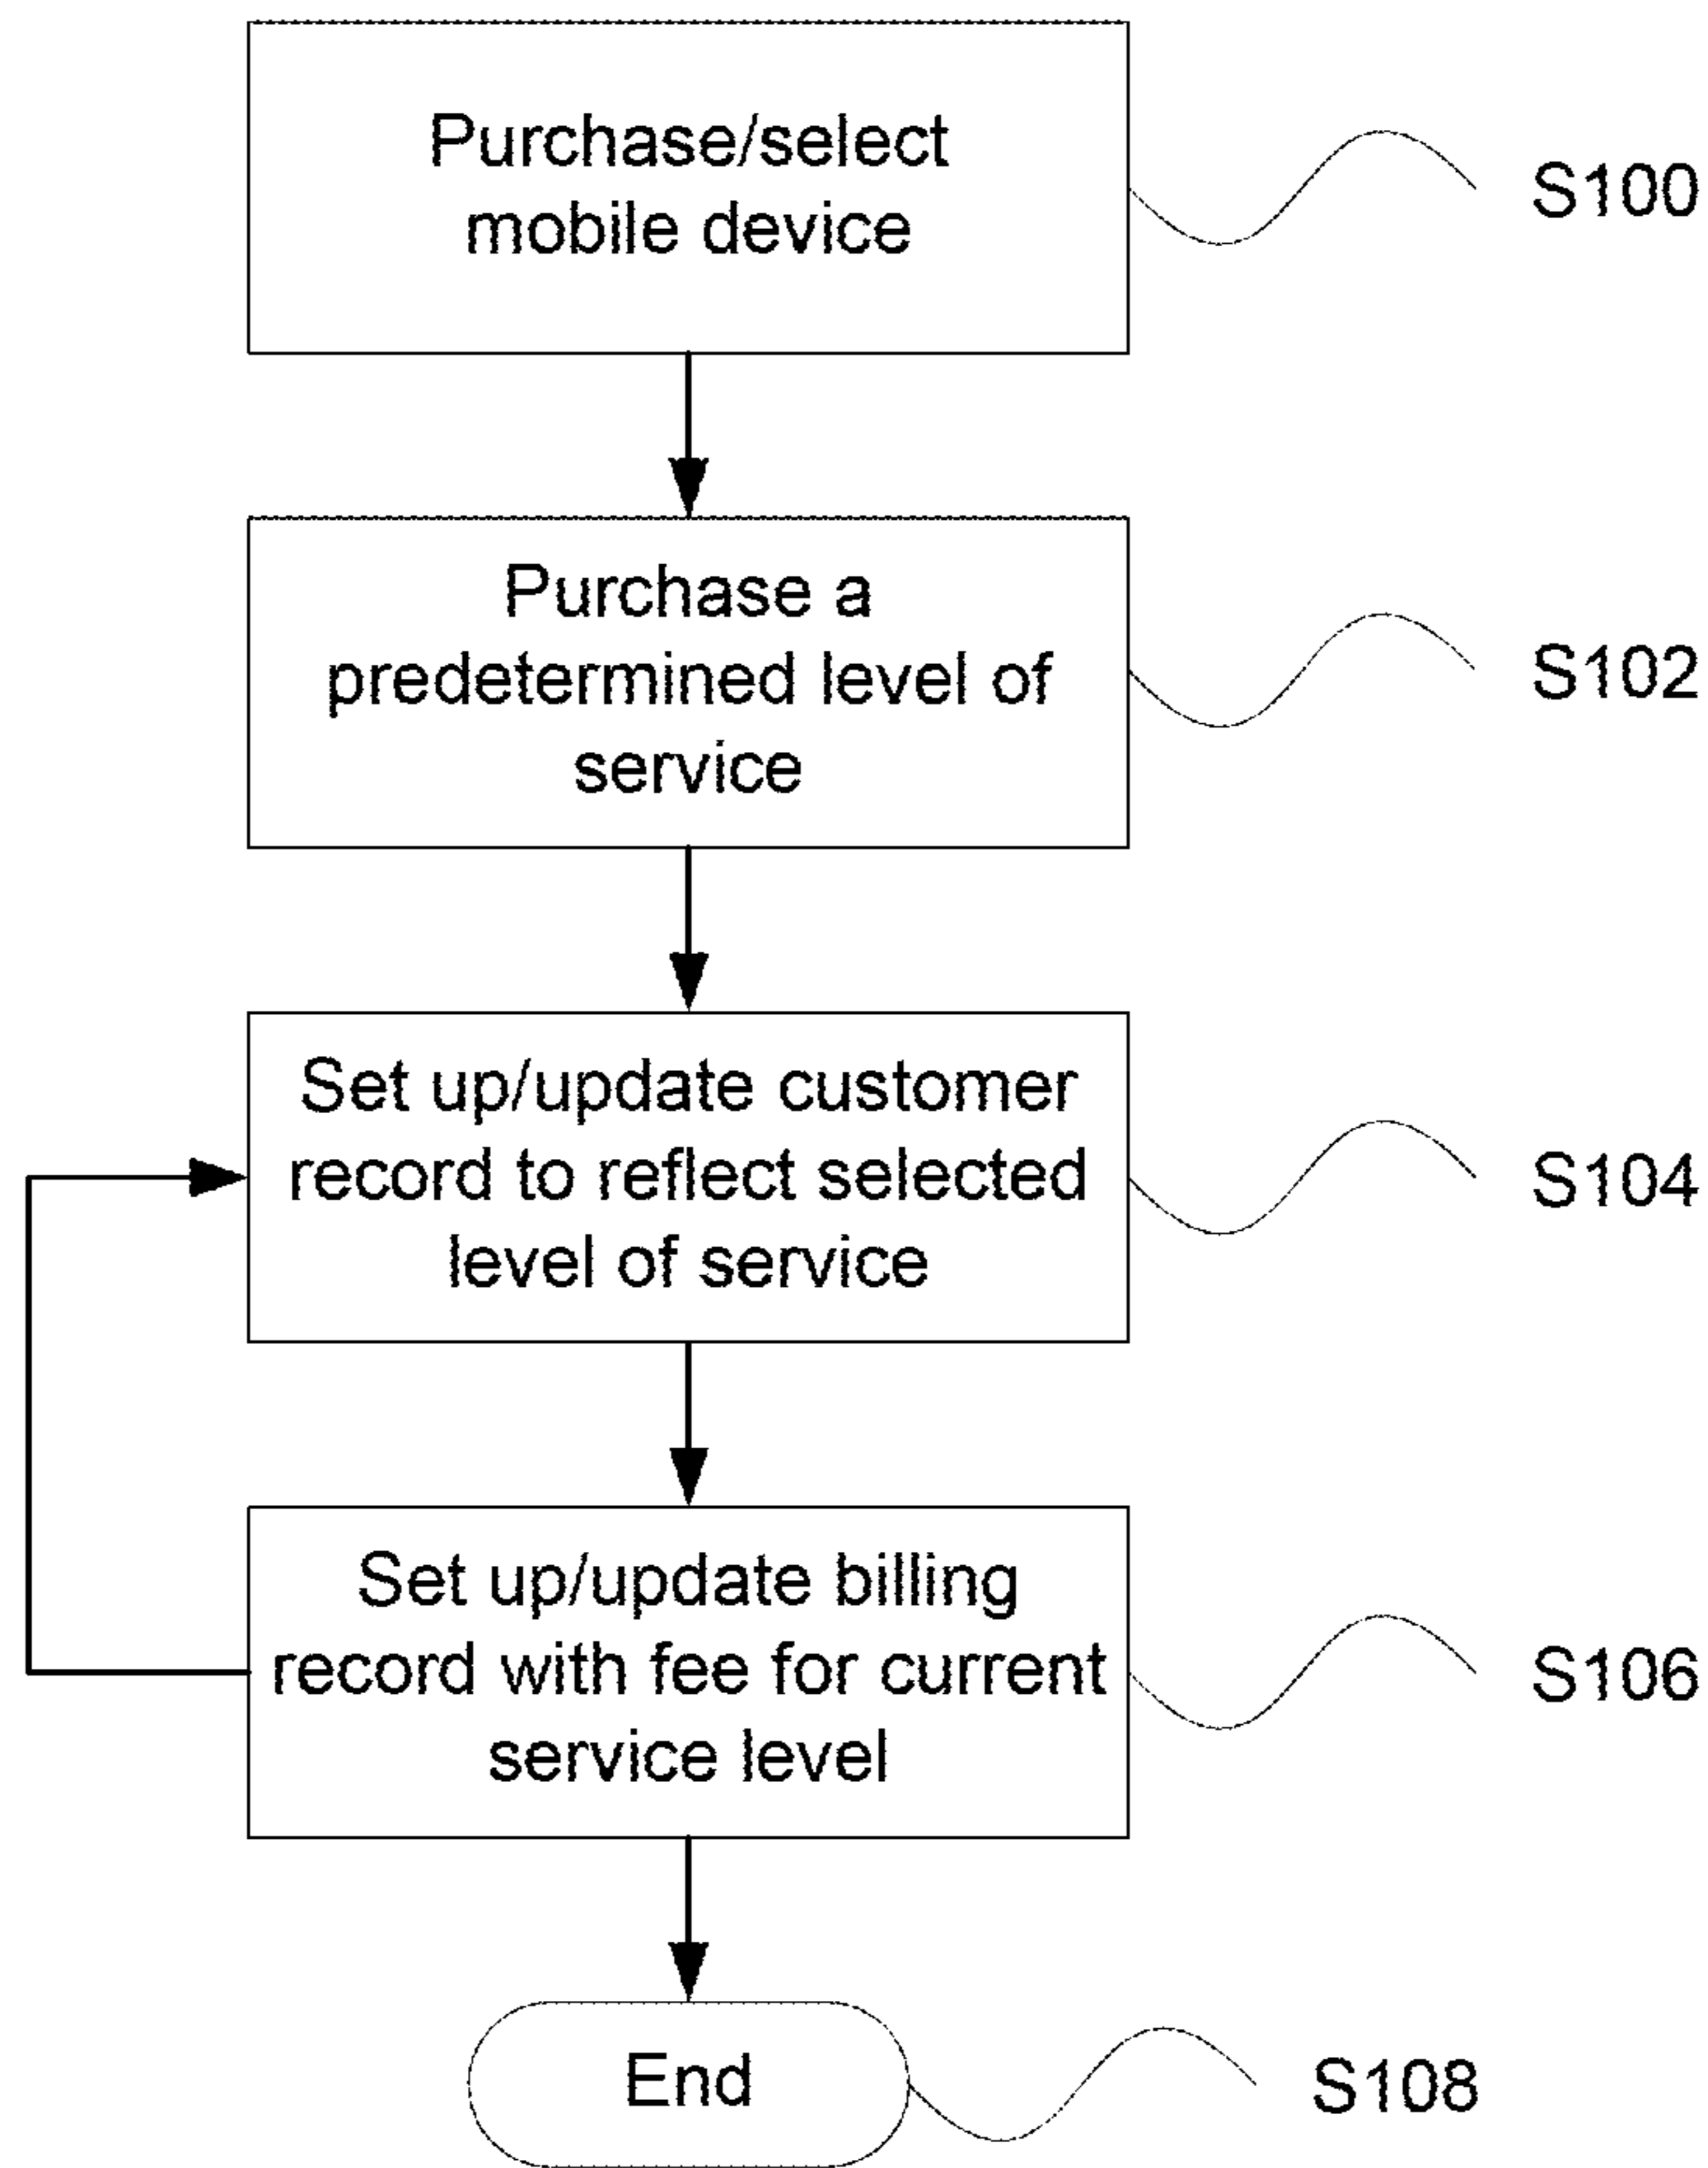 Purchase/select
mobile device
S100
Purchase a
predetermined level of
service
S102
Set up/update customer
record to reflect selected
level of service
S104
Set up/update billing
record with fee for current
service level
S106
End
S108